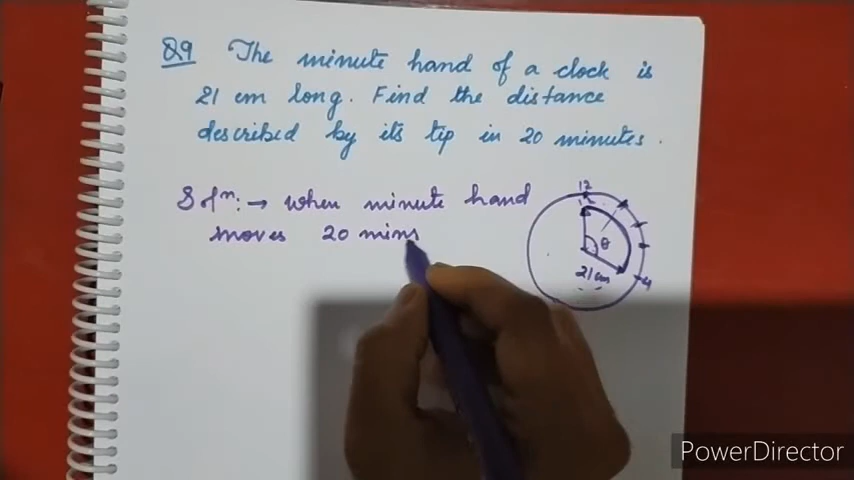 Q9 The minute hand of a clock is
21 cm long. Find the distance
described by its tip in 20 minutes.
Solⁿ: → when minute hand
moves 20 mins
12
θ
21 cm
4
PowerDirector